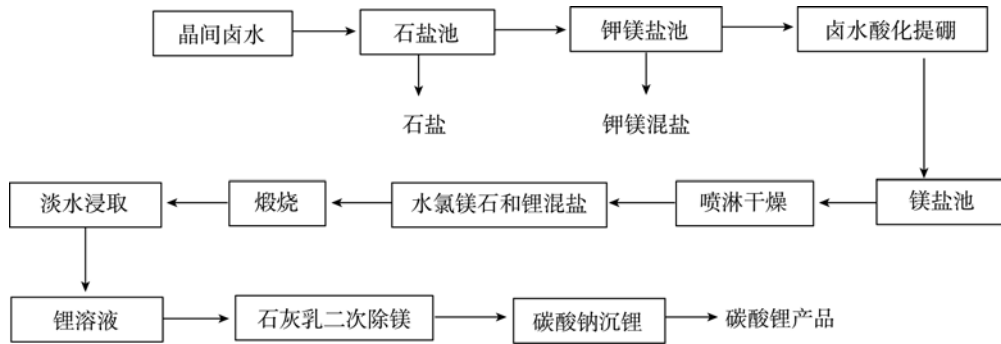 晶间卤水
石盐池
钾镁盐池
卤水酸化提硼
石盐
钾镁混盐
淡水浸取
煅烧
水氯镁石和锂混盐
喷淋干燥
镁盐池
锂溶液
石灰乳二次除镁
碳酸钠沉锂
碳酸锂产品